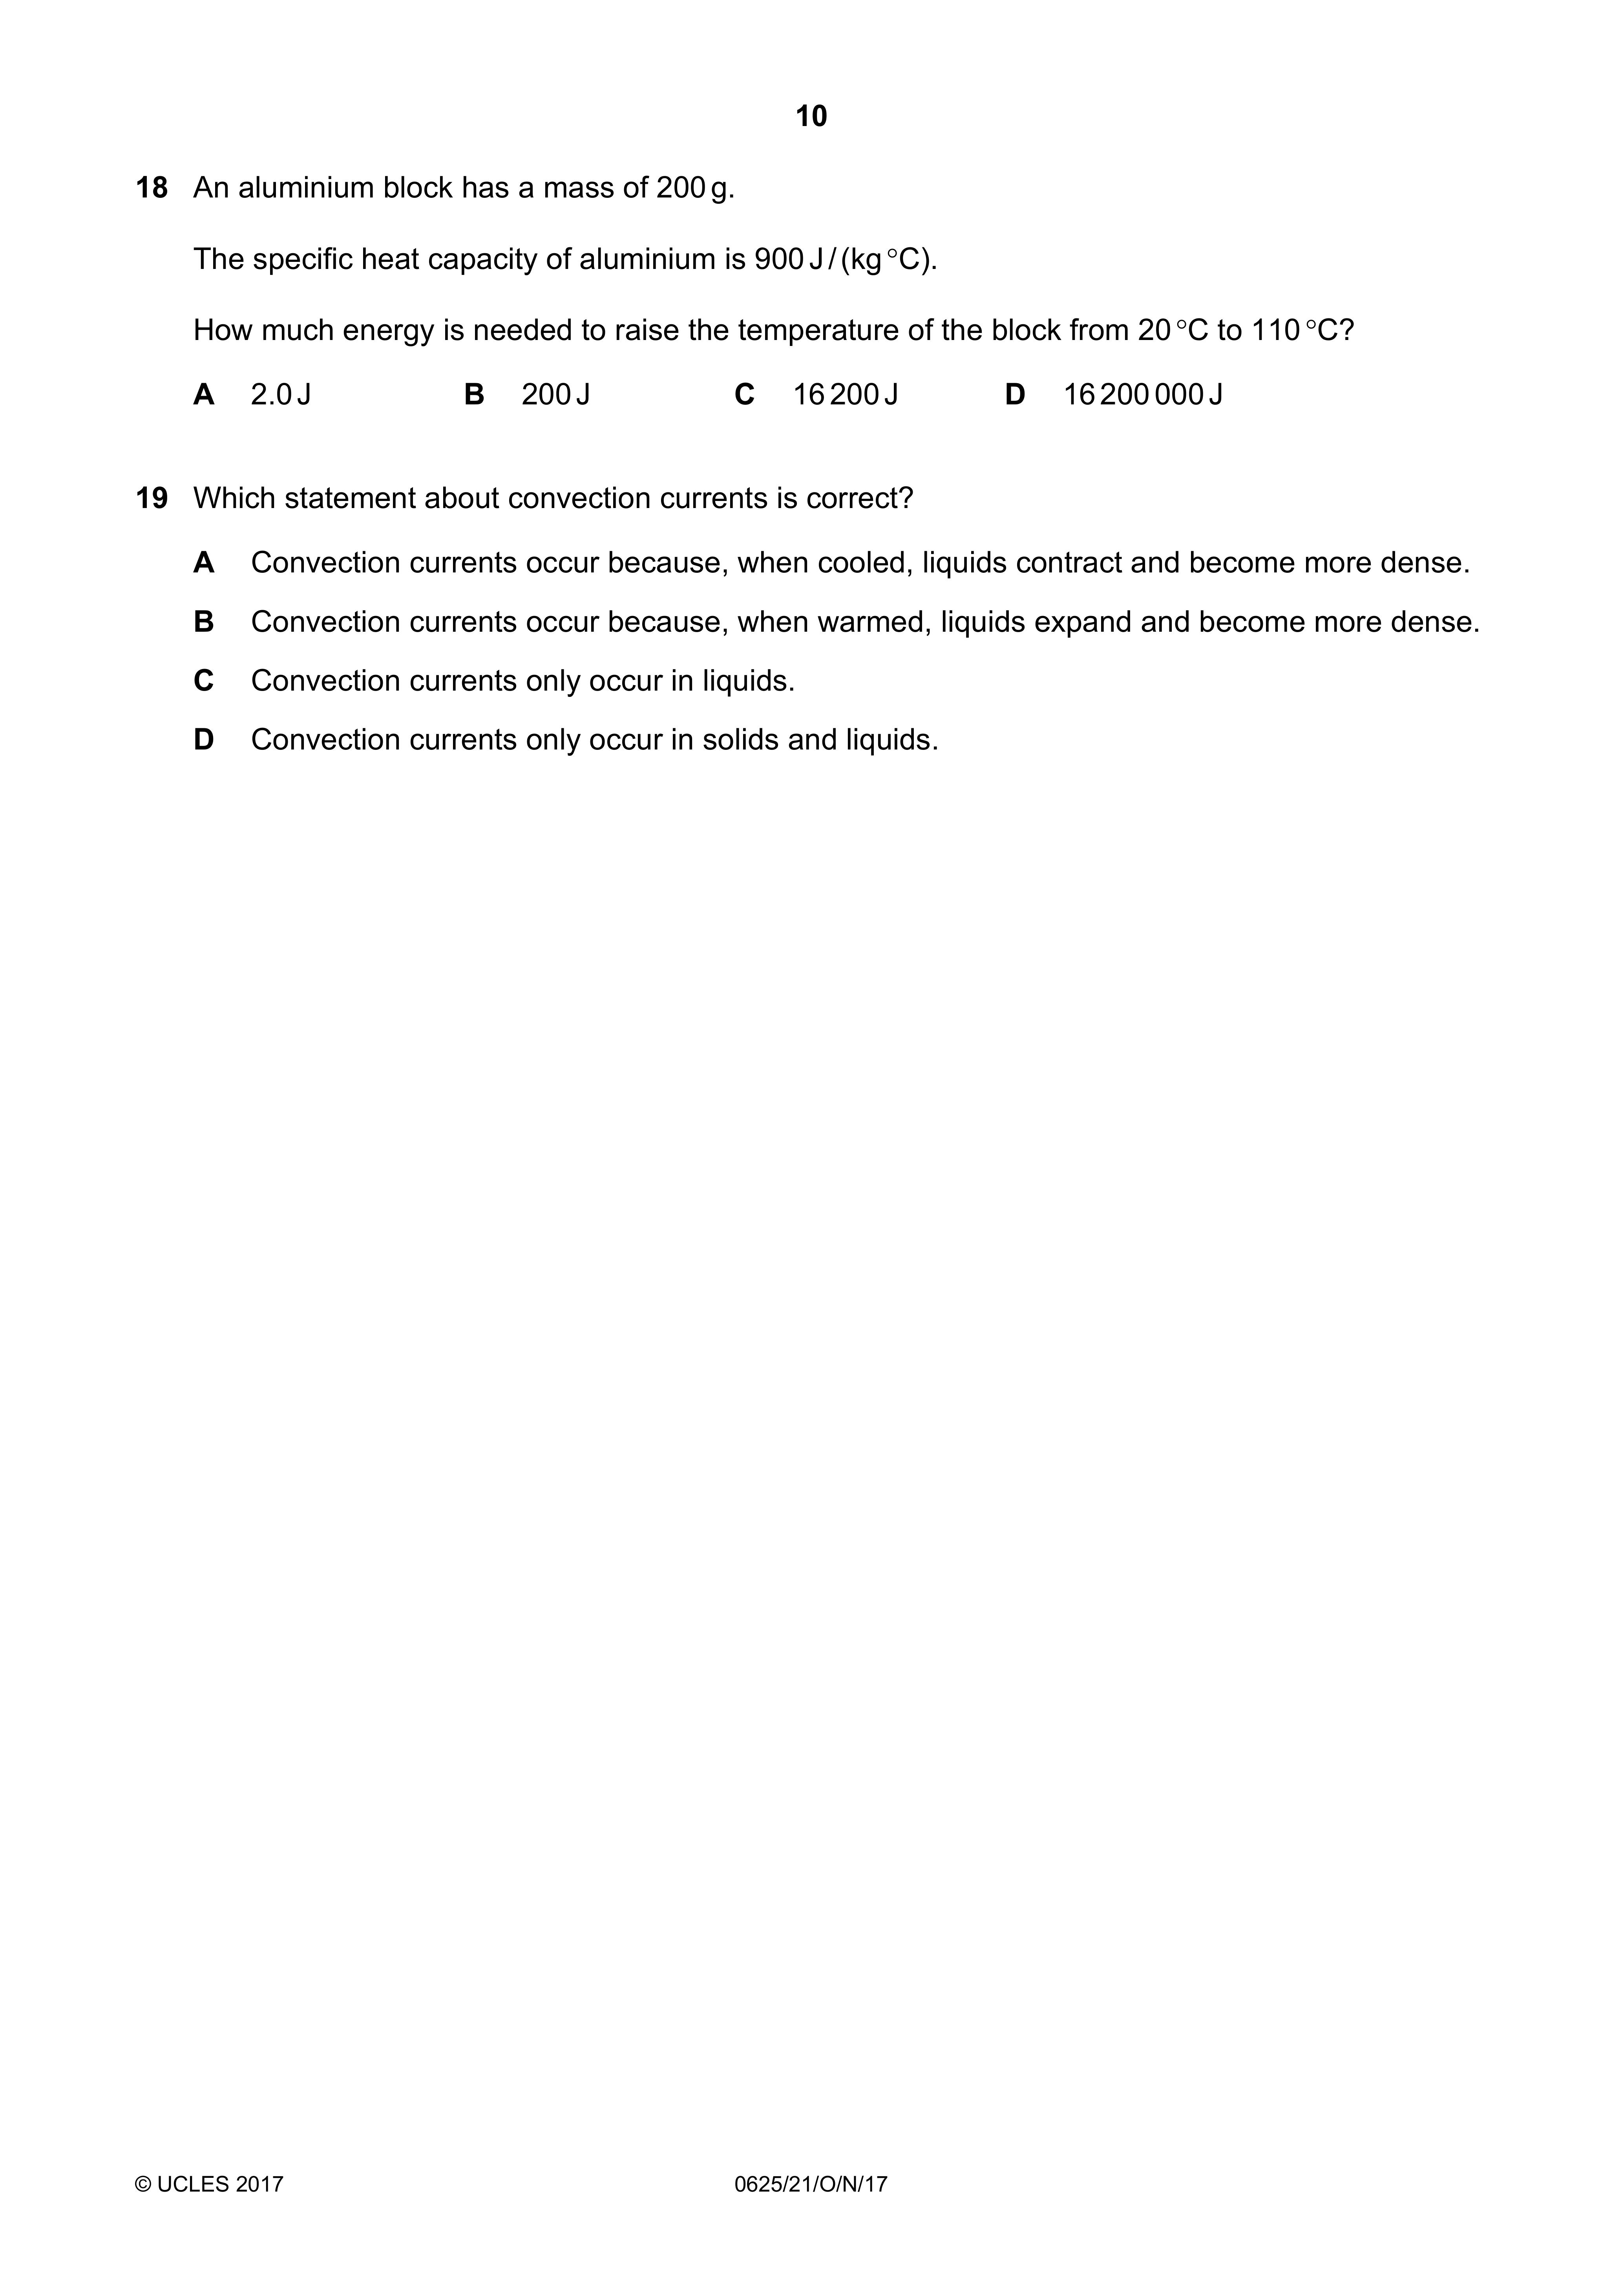 10
18 An aluminium block has a mass of 200 g.
The specific heat capacity of aluminium is 900 J / (kg °C).
How much energy is needed to raise the temperature of the block from 20 °C to 110 °C?
A 2.0 J B 200 J C 16 200 J D 16 200 000 J
19 Which statement about convection currents is correct?
A Convection currents occur because, when cooled, liquids contract and become more dense.
B Convection currents occur because, when warmed, liquids expand and become more dense.
C Convection currents only occur in liquids.
D Convection currents only occur in solids and liquids.
© UCLES 2017 0625/21/O/N/17